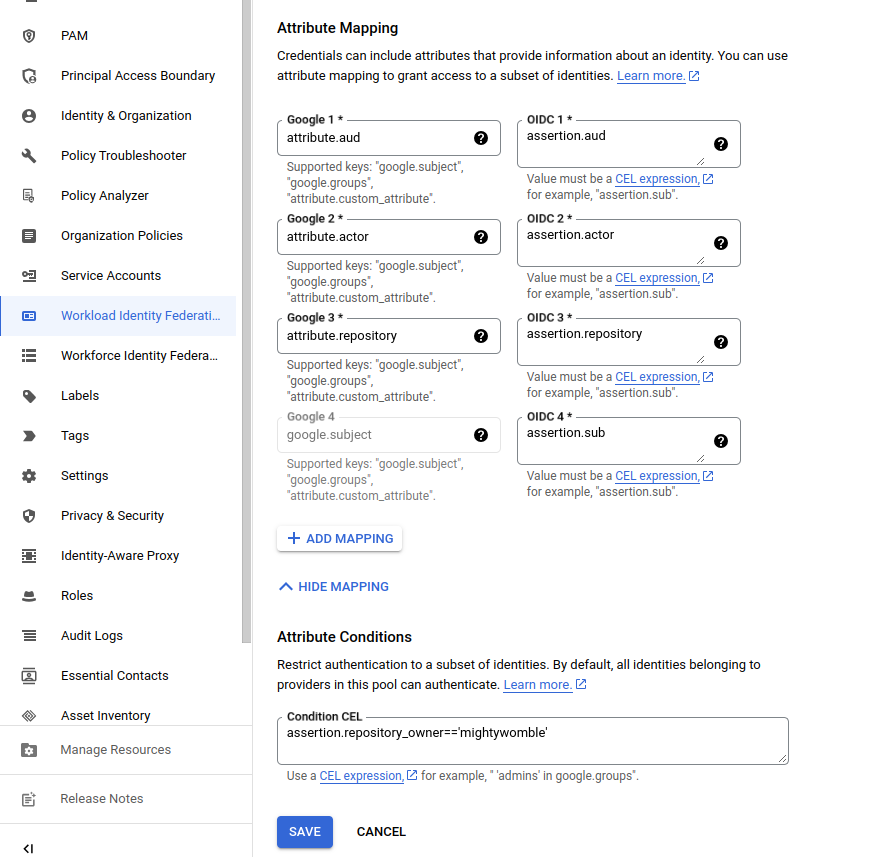 PAM
Principal Access Boundary
Identity & Organization
Policy Troubleshooter
Policy Analyzer
Organization Policies
Service Accounts
Workload Identity Federati...
Workforce Identity Federa...
Labels
Tags
Settings
Privacy & Security
Identity-Aware Proxy
Roles
Audit Logs
Essential Contacts
Asset Inventory
Manage Resources
Release Notes
Attribute Mapping
Credentials can include attributes that provide information about an identity. You can use
attribute mapping to grant access to a subset of identities. Learn more.
Google 1 *
attribute.aud
Supported keys: "google.subject",
"google.groups",
"attribute.custom_attribute".
OIDC 1 *
assertion.aud
Value must be a CEL expression,
for example, "assertion.sub".
Google 2 *
attribute.actor
Supported keys: "google.subject",
"google.groups",
"attribute.custom_attribute".
OIDC 2 *
assertion.actor
Value must be a CEL expression,
for example, "assertion.sub".
Google 3 *
attribute.repository
Supported keys: "google.subject",
"google.groups",
"attribute.custom_attribute".
OIDC 3 *
assertion.repository
Value must be a CEL expression,
for example, "assertion.sub".
Google 4
google.subject
Supported keys: "google.subject",
"google.groups",
"attribute.custom_attribute".
OIDC 4 *
assertion.sub
Value must be a CEL expression,
for example, "assertion.sub".
ADD MAPPING
HIDE MAPPING
Attribute Conditions
Restrict authentication to a subset of identities. By default, all identities belonging to
providers in this pool can authenticate. Learn more.
Condition CEL
assertion.repository_owner=='mightywomble'
Use a CEL expression, for example, " 'admins' in google.groups".
SAVE
CANCEL